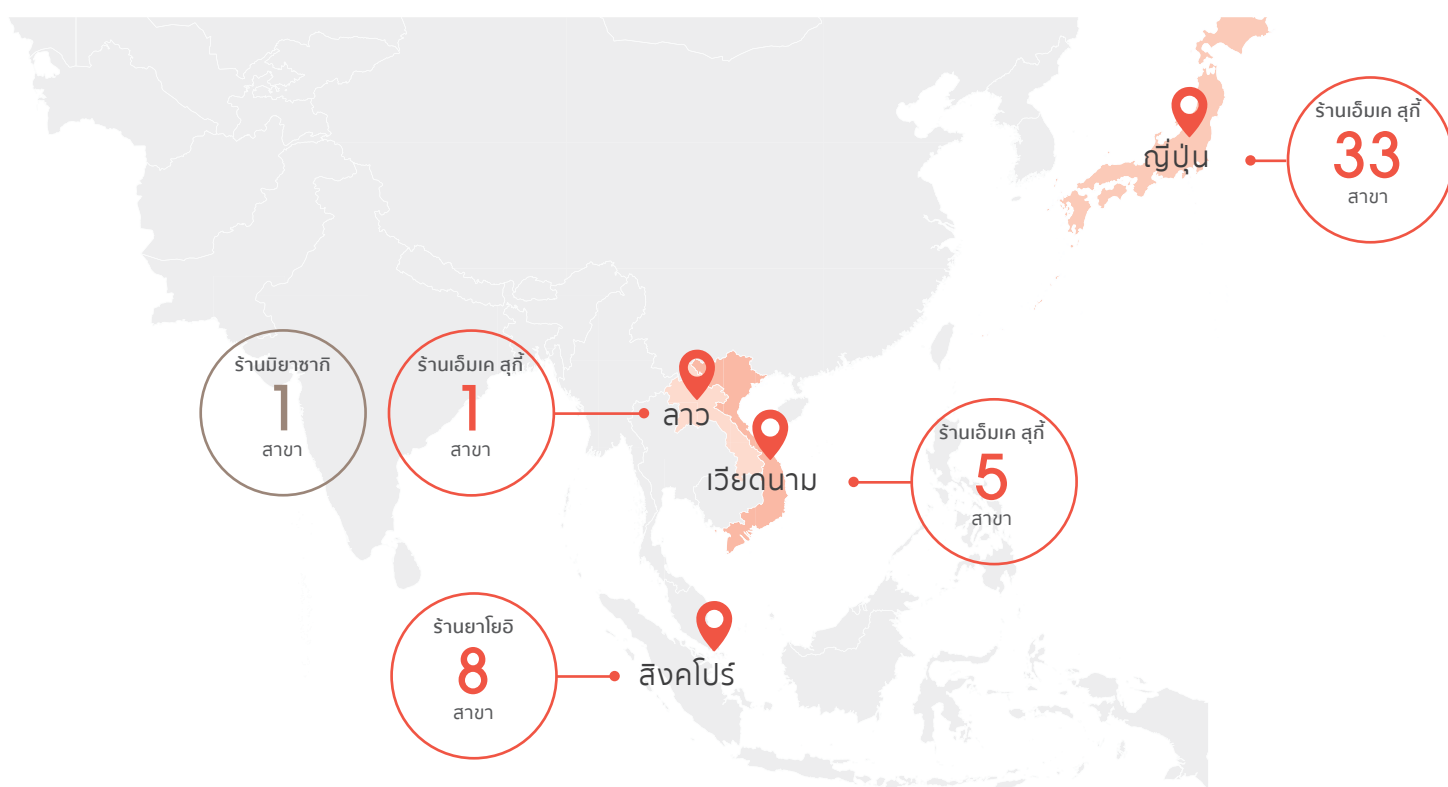 ร้านเอ็มเค สุกี้
33
สาขา
ญี่ปุ่น
ร้านมิยาซากิ
1
สาขา
ร้านเอ็มเค สุกี้
1
สาขา
ลาว
ร้านเอ็มเค สุกี้
5
สาขา
เวียดนาม
ร้านยาโยอิ
8
สาขา
สิงคโปร์